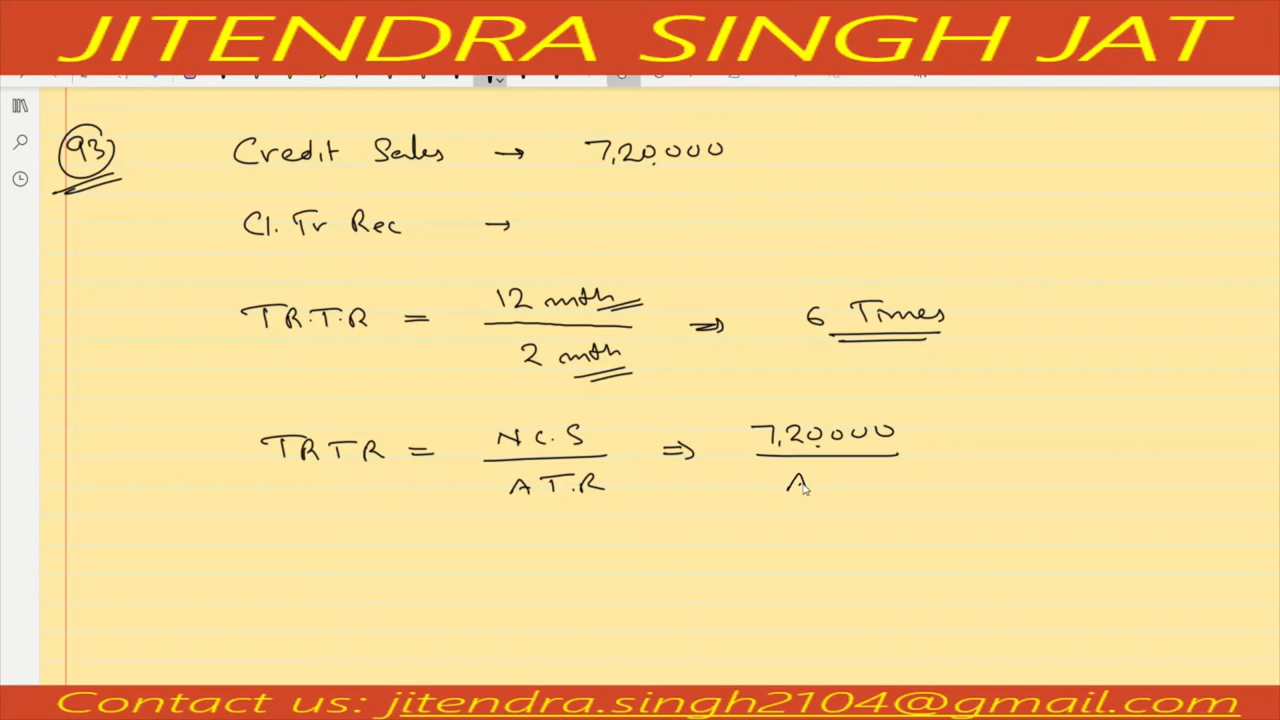 JITENDRA SINGH JAT
93 Credit Sales → 7,20,000
Cl. Tr Rec →
T.R.T.R = 12 mth / 2 mth ⇒ 6 Times
TRTR = N C.S / A T.R ⇒ 7,20,000 / A
Contact us: jitendra.singh2104@gmail.com